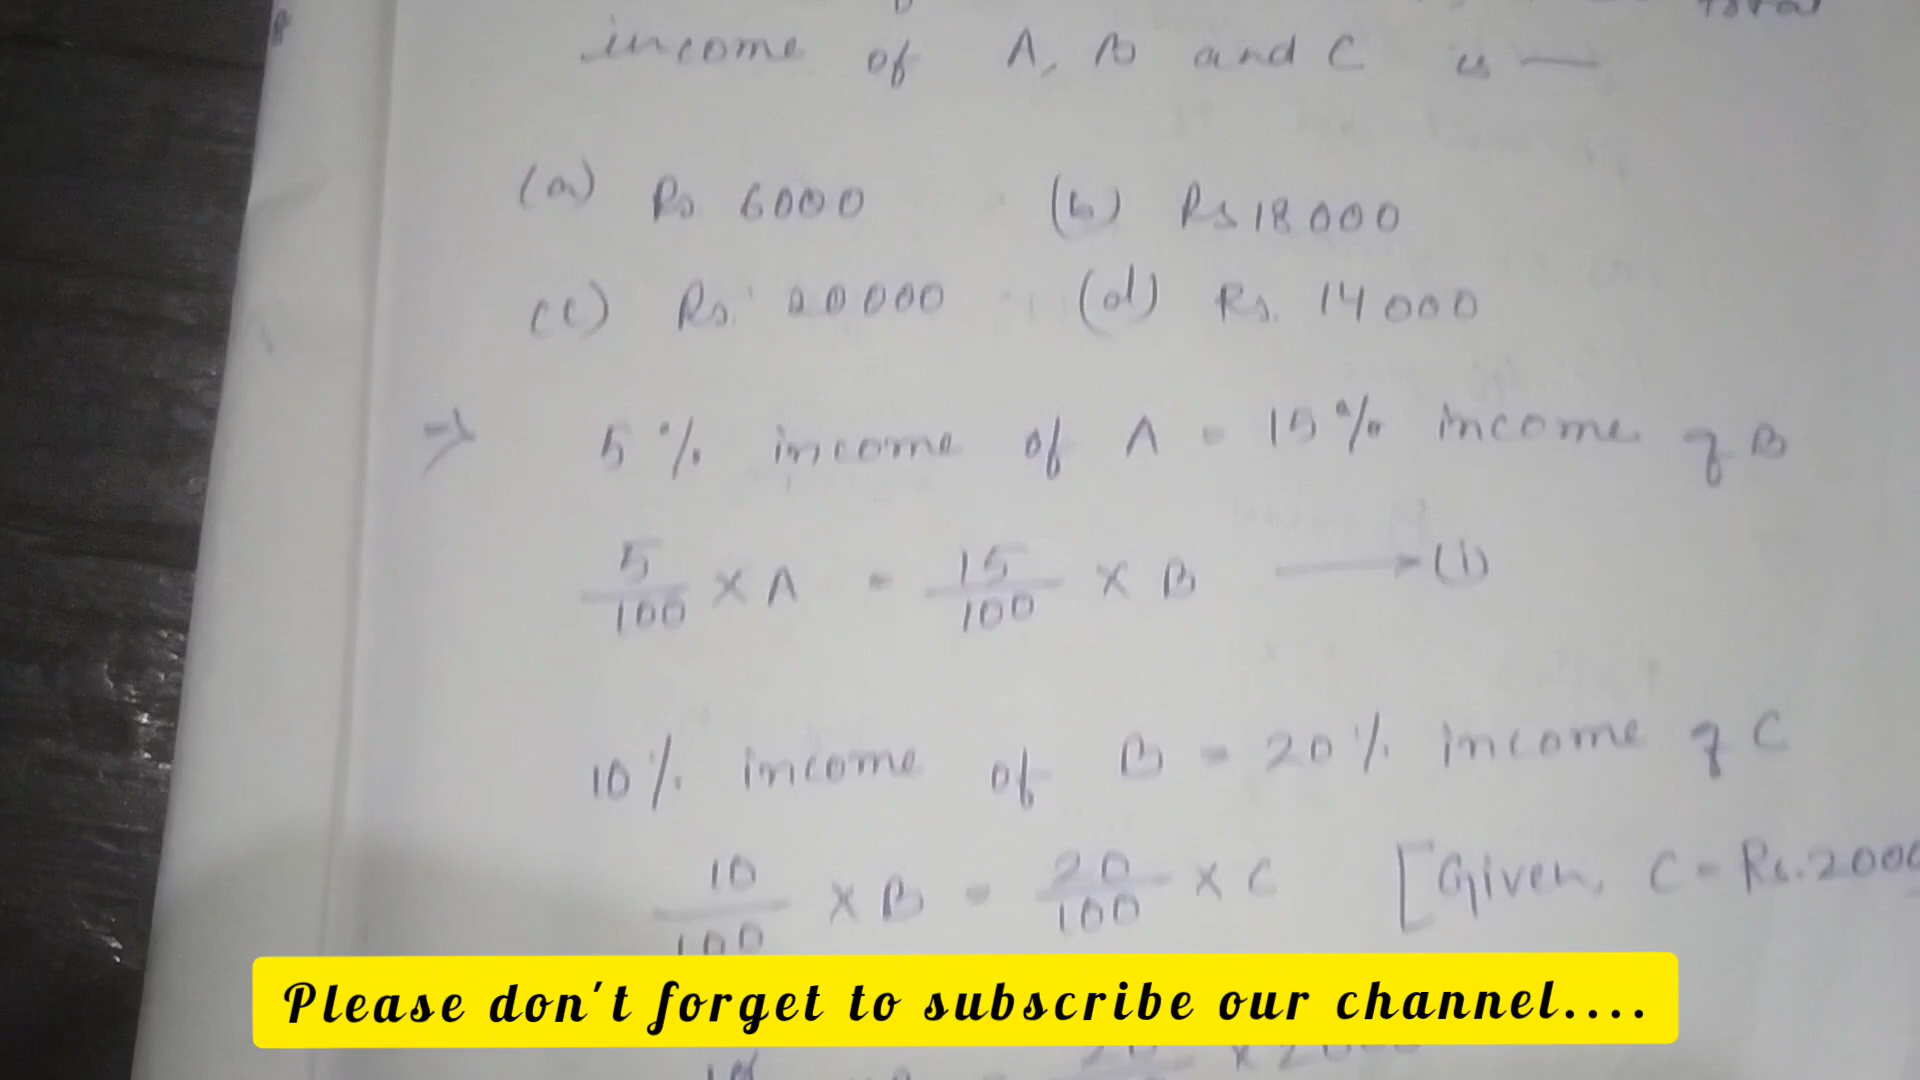 total
income of A, B and C is —
(a) Rs 6000 (b) Rs 18000
(c) Rs. 20000 (d) Rs. 14000
→ 5% income of A = 15% income of B
5/100 × A = 15/100 × B ⟶ (1)
10% income of B = 20% income of C
10/100 × B = 20/100 × C [Given, C = Rs. 2000
Please don't forget to subscribe our channel....